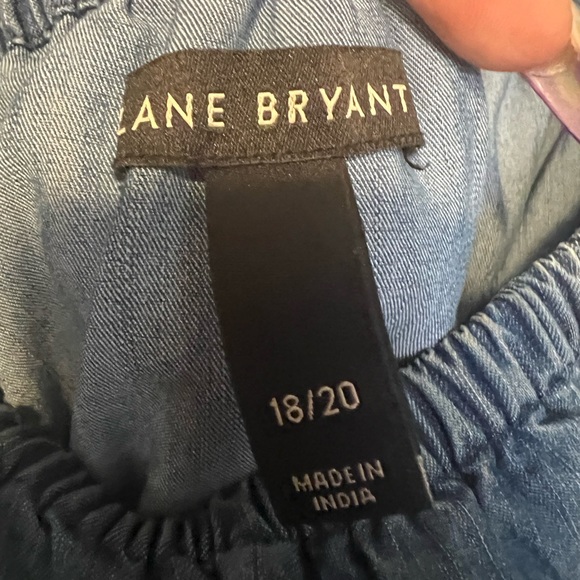 LANE BRYANT
18/20
MADE IN
INDIA